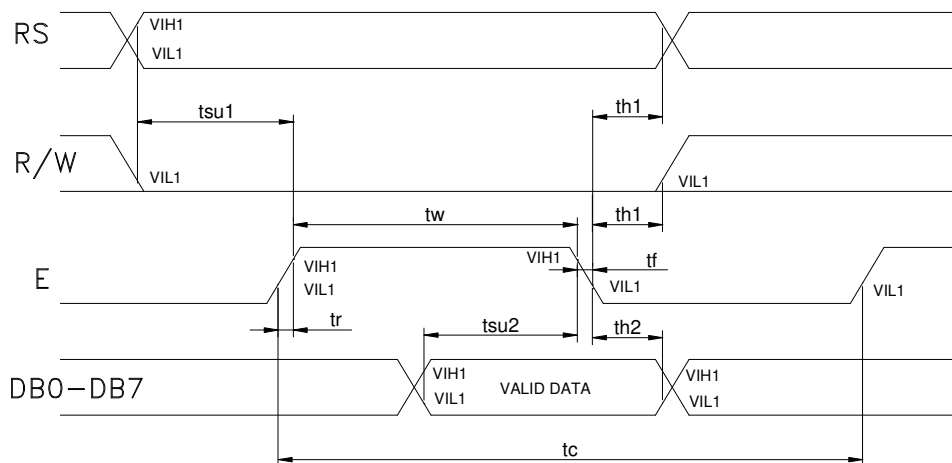 RS
VIH1
VIL1
tsu1
th1
R/W
VIL1
VIL1
tw
th1
E
VIH1
VIL1
VIH1
tf
VIL1
VIL1
tr
tsu2
th2
DB0-DB7
VIH1
VIL1
VALID DATA
VIH1
VIL1
tc